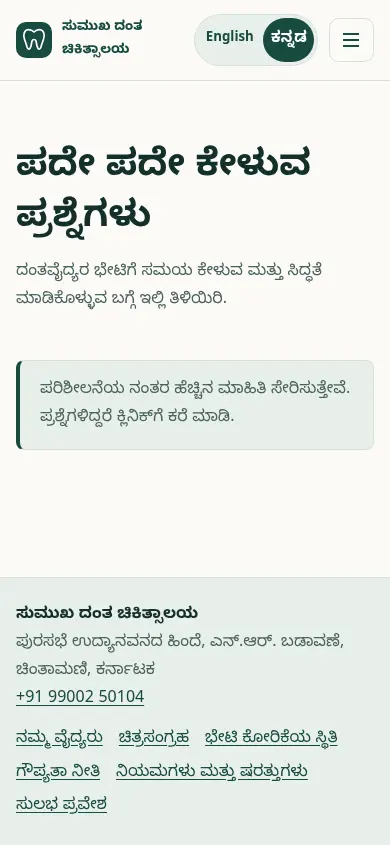 ಸುಮುಖ ದಂತ
ಚಿಕಿತ್ಸಾಲಯ
English ಕನ್ನಡ
ಪದೇ ಪದೇ ಕೇಳುವ
ಪ್ರಶ್ನೆಗಳು
ದಂತವೈದ್ಯರ ಭೇಟಿಗೆ ಸಮಯ ಕೇಳುವ ಮತ್ತು ಸಿದ್ಧತೆ
ಮಾಡಿಕೊಳ್ಳುವ ಬಗ್ಗೆ ಇಲ್ಲಿ ತಿಳಿಯಿರಿ.
ಪರಿಶೀಲನೆಯ ನಂತರ ಹೆಚ್ಚಿನ ಮಾಹಿತಿ ಸೇರಿಸುತ್ತೇವೆ.
ಪ್ರಶ್ನೆಗಳಿದ್ದರೆ ಕ್ಲಿನಿಕ್‌ಗೆ ಕರೆ ಮಾಡಿ.
ಸುಮುಖ ದಂತ ಚಿಕಿತ್ಸಾಲಯ
ಪುರಸಭೆ ಉದ್ಯಾನವನದ ಹಿಂದೆ, ಎನ್.ಆರ್. ಬಡಾವಣೆ,
ಚಿಂತಾಮಣಿ, ಕರ್ನಾಟಕ
+91 99002 50104
ನಮ್ಮ ವೈದ್ಯರು ಚಿತ್ರಸಂಗ್ರಹ ಭೇಟಿ ಕೋರಿಕೆಯ ಸ್ಥಿತಿ
ಗೌಪ್ಯತಾ ನೀತಿ ನಿಯಮಗಳು ಮತ್ತು ಷರತ್ತುಗಳು
ಸುಲಭ ಪ್ರವೇಶ